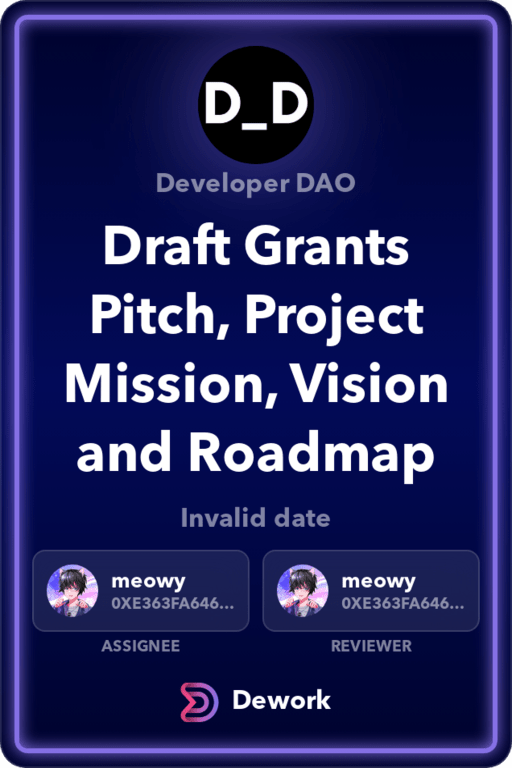 D_D
Developer DAO
Draft Grants
Pitch, Project
Mission, Vision
and Roadmap
Invalid date
meowy
0XE363FA646...
ASSIGNEE
meowy
0XE363FA646...
REVIEWER
Dework